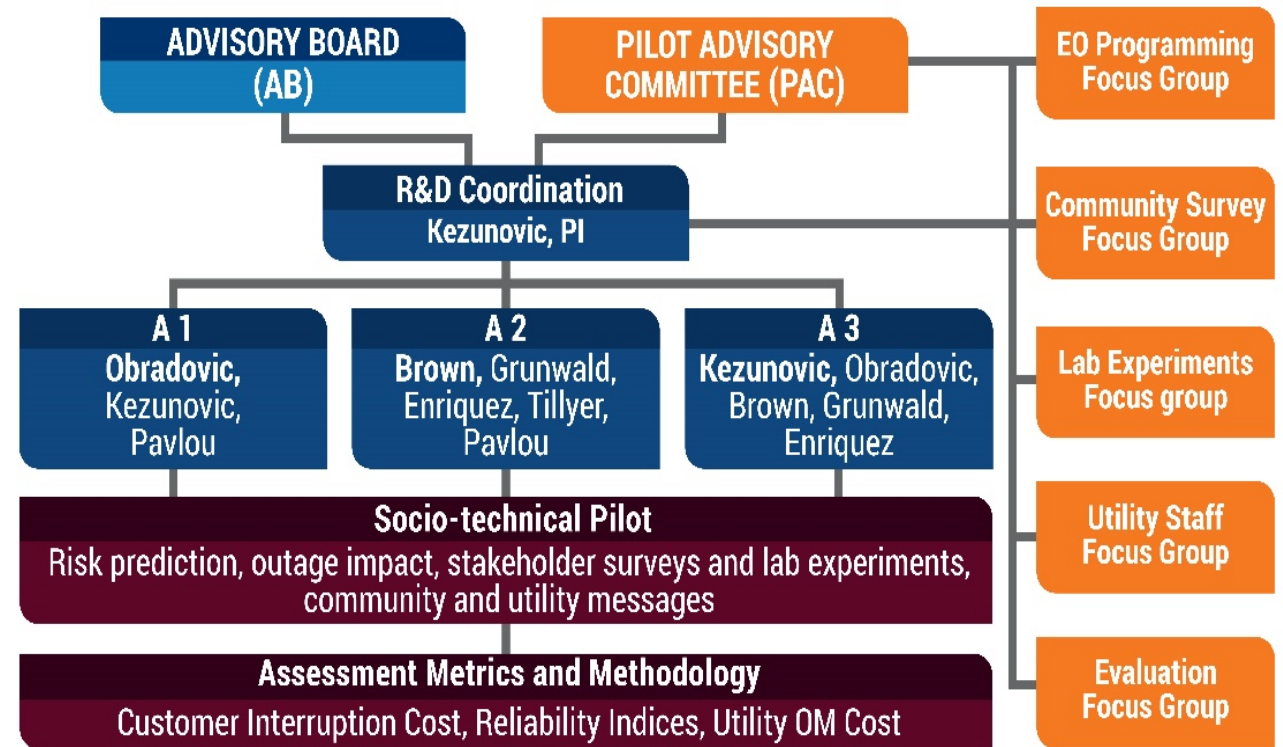 ADVISORY BOARD
(AB)
PILOT ADVISORY
COMMITTEE (PAC)
R&D Coordination
Kezunovic, PI
A 1
Obradovic,
Kezunovic,
Pavlou
A 2
Brown, Grunwald,
Enriquez, Tillyer,
Pavlou
A 3
Kezunovic, Obradovic,
Brown, Grunwald,
Enriquez
Socio-technical Pilot
Risk prediction, outage impact, stakeholder surveys and lab experiments,
community and utility messages
Assessment Metrics and Methodology
Customer Interruption Cost, Reliability Indices, Utility OM Cost
EO Programming
Focus Group
Community Survey
Focus Group
Lab Experiments
Focus group
Utility Staff
Focus Group
Evaluation
Focus Group